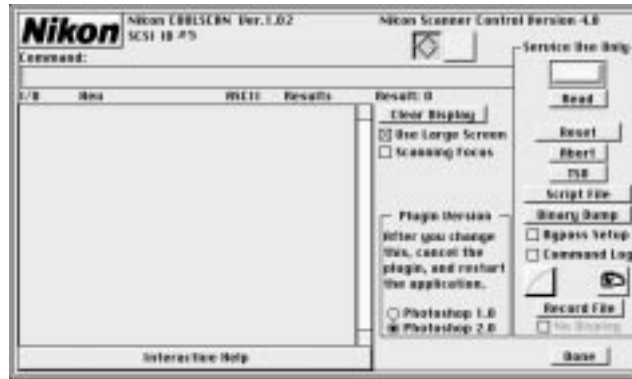 Nikon
Nikon COOLSCAN Ver.1.02
SCSI ID #5
Nikon Scanner Control Version 4.0
Command:
Service Use Only
I/O Hex ASCII Results
Result: 0
Clear Display
Use Large Screen
Scanning Focus
Read
Reset
Abort
Script File
Binary Dump
Bypass Setup
Command Log
Plugin Version
After you change
this, cancel the
plugin, and restart
the application.
Photoshop 1.0
Photoshop 2.0
Record File
No Display
Interactive Help
Done